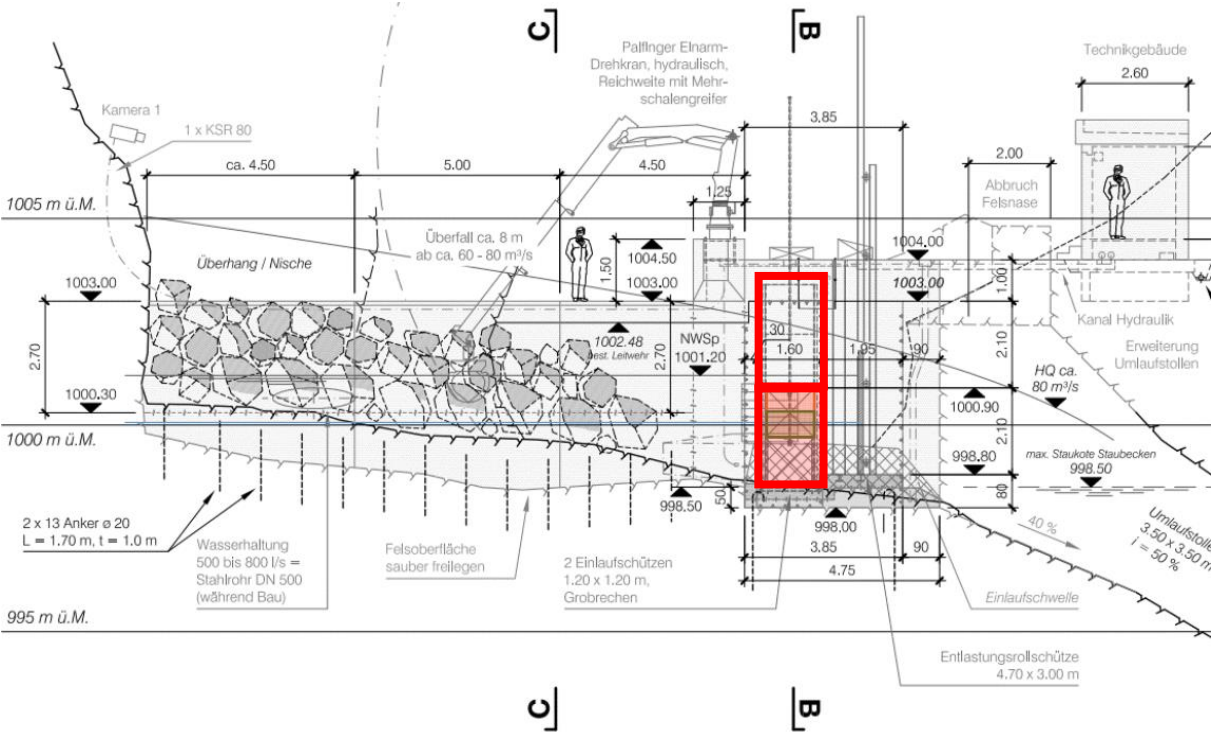 C
B
Palfinger Einarm-
Drehkran, hydraulisch,
Reichweite mit Mehr-
schalengreifer
Technikgebäude
2.60
Kamera 1
1 x KSR 80
3.85
ca. 4.50
5.00
4.50
2.00
1.25
Abbruch
Felsnase
1005 m ü.M.
Überfall ca. 8 m
ab ca. 60 - 80 m³/s
1.50
1004.50
1004.00
Überhang / Nische
1003.00
1003.00
1003.00
1.00
Kanal Hydraulik
30
1002.48
best. Leitwehr
NWSp
1001.20
1.60
1.95
90
2.10
Erweiterung
Umlaufstollen
2.70
2.70
HQ ca.
80 m³/s
1000.30
1000.90
1000 m ü.M.
2.10
998.80
max. Staukote Staubecken
998.50
998.50
50
80
998.00
2 x 13 Anker ø 20
L = 1.70 m, t = 1.0 m
Wasserhaltung
500 bis 800 l/s =
Stahlrohr DN 500
(während Bau)
Felsoberfläche
sauber freilegen
2 Einlaufschützen
1.20 x 1.20 m,
Grobrechen
3.85
90
4.75
40 %
Umlaufstolle
3.50 x 3.50 m
i = 50 %
Einlaufschwelle
995 m ü.M.
Entlastungsrollschütze
4.70 x 3.00 m
C
B